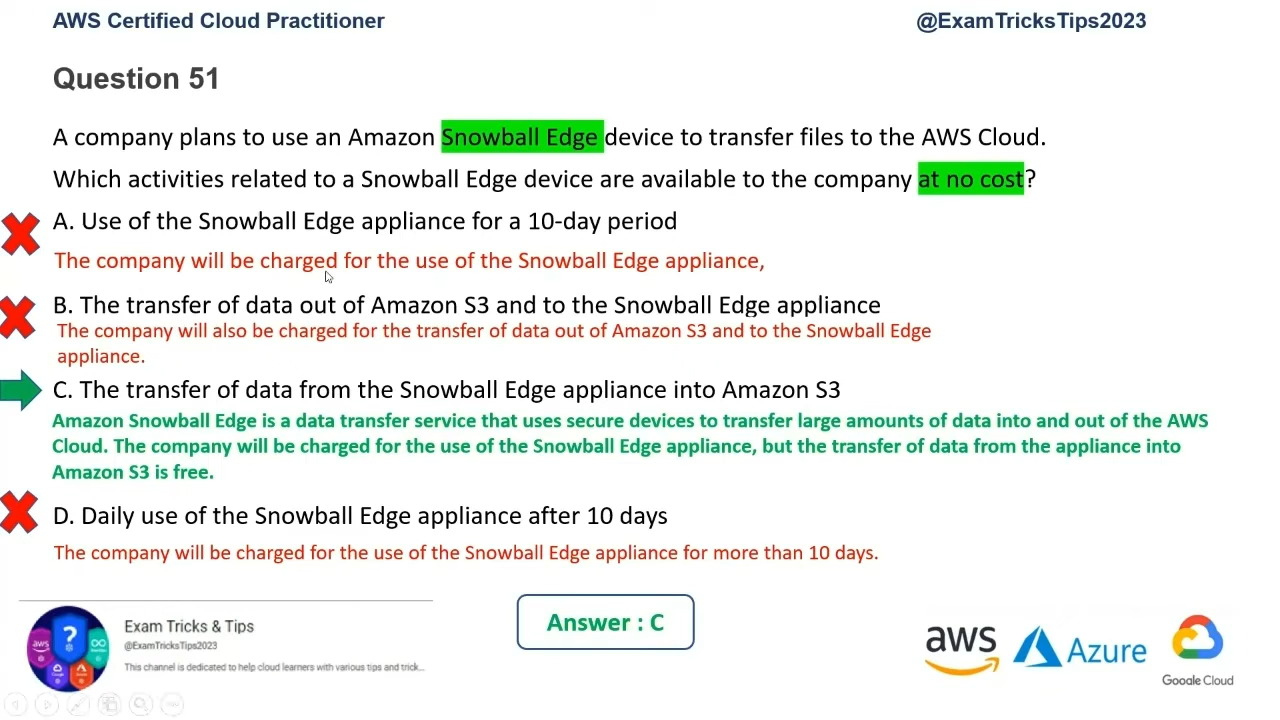 AWS Certified Cloud Practitioner
@ExamTricksTips2023
Question 51
A company plans to use an Amazon Snowball Edge device to transfer files to the AWS Cloud.
Which activities related to a Snowball Edge device are available to the company at no cost?
A. Use of the Snowball Edge appliance for a 10-day period
The company will be charged for the use of the Snowball Edge appliance,
B. The transfer of data out of Amazon S3 and to the Snowball Edge appliance
The company will also be charged for the transfer of data out of Amazon S3 and to the Snowball Edge
appliance.
C. The transfer of data from the Snowball Edge appliance into Amazon S3
Amazon Snowball Edge is a data transfer service that uses secure devices to transfer large amounts of data into and out of the AWS
Cloud. The company will be charged for the use of the Snowball Edge appliance, but the transfer of data from the appliance into
Amazon S3 is free.
D. Daily use of the Snowball Edge appliance after 10 days
The company will be charged for the use of the Snowball Edge appliance for more than 10 days.
Answer : C
?
aws
Exam Tricks & Tips
@ExamTricksTips2023
This channel is dedicated to help cloud learners with various tips and trick...
aws
Azure
Google Cloud